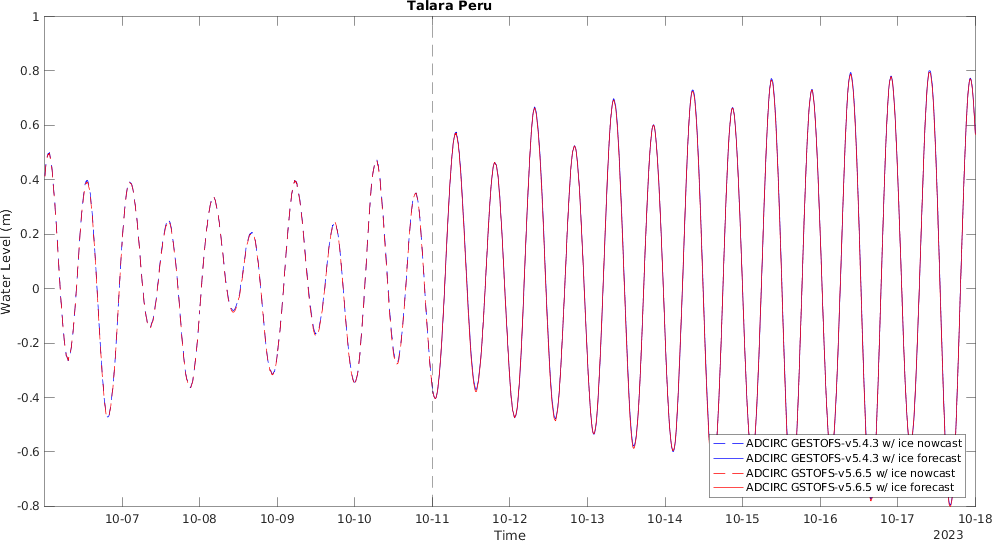 Talara Peru
Water Level (m)
1
0.8
0.6
0.4
0.2
0
-0.2
-0.4
-0.6
-0.8
ADCIRC GESTOFS-v5.4.3 w/ ice nowcast
ADCIRC GESTOFS-v5.4.3 w/ ice forecast
ADCIRC GSTOFS-v5.6.5 w/ ice nowcast
ADCIRC GSTOFS-v5.6.5 w/ ice forecast
10-07 10-08 10-09 10-10 10-11 10-12 10-13 10-14 10-15 10-16 10-17 10-18
Time
2023